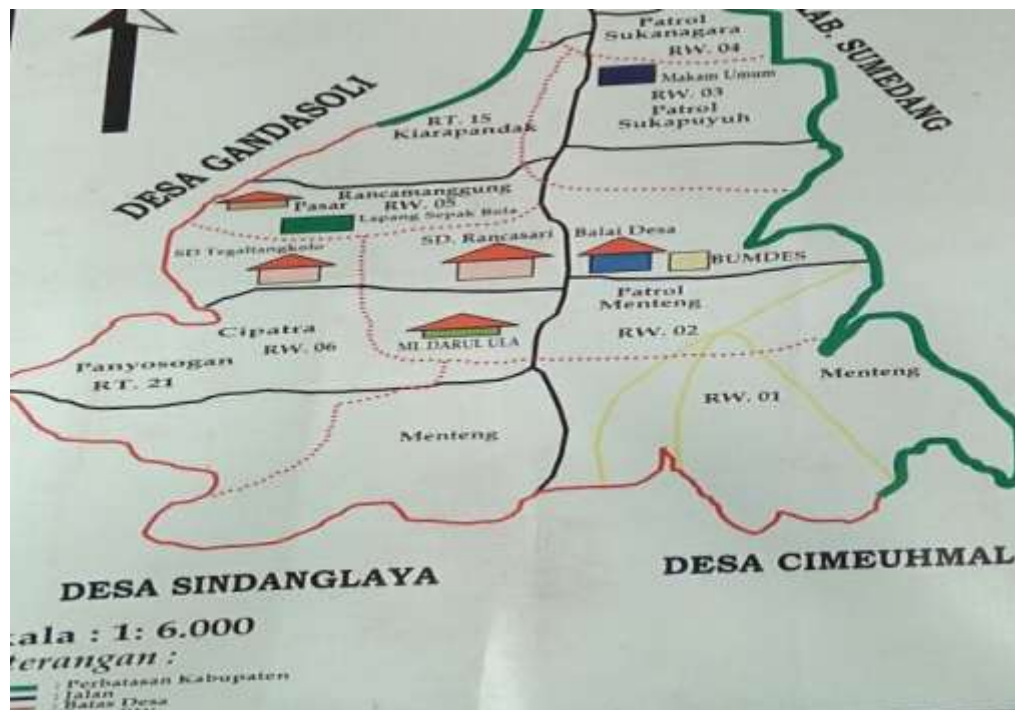 Patrol
Sukanagara
RW. 04
KAB. SUMEDANG
Makam Umum
RW. 03
Patrol
Sukapuyuh
RT. 15
Kiarapandak
DESA GANDASOLI
Rancamanggung
RW. 05
Pasar
Lapang Sepak Bola
SD Tegaltangkolo
SD. Rancasari
Balai Desa
BUMDES
Patrol
Menteng
RW. 02
Cipatra
RW. 06
MI. DARUL ULA
Panyosogan
RT. 21
Menteng
RW. 01
Menteng
DESA SINDANGLAYA
DESA CIMEUHMAL
kala : 1: 6.000
terangan :
: Perbatasan Kabupaten
: Jalan
: Batas Desa